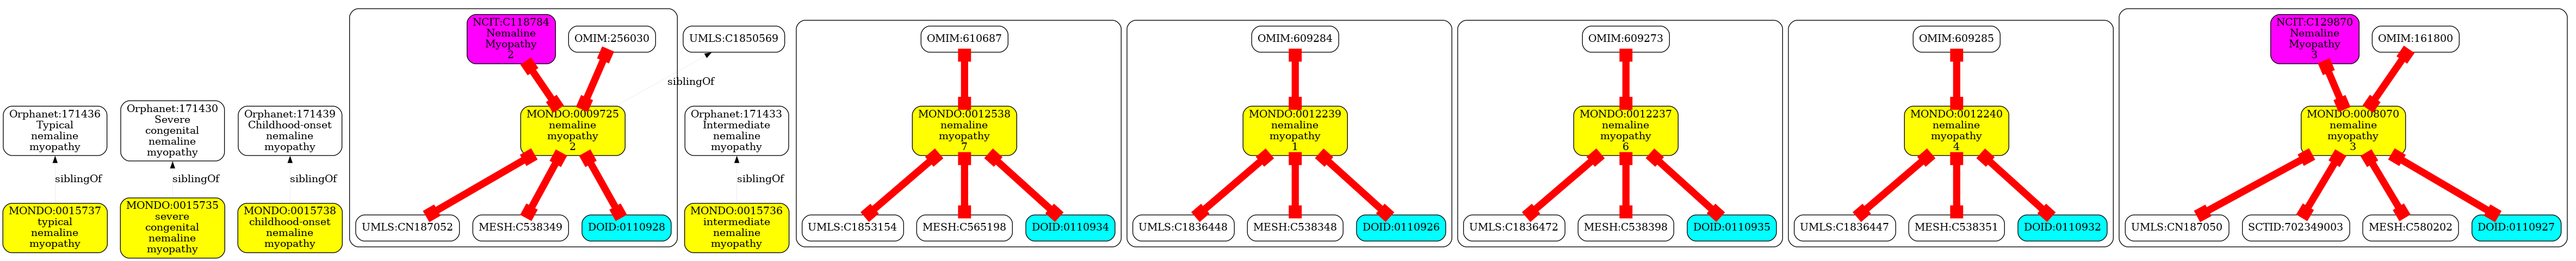 NCIT:C118784
Nemaline
Myopathy
2
OMIM:256030
UMLS:C1850569
OMIM:610687
OMIM:609284
OMIM:609273
OMIM:609285
NCIT:C129870
Nemaline
Myopathy
3
OMIM:161800
siblingOf
Orphanet:171436
Typical
nemaline
myopathy
Orphanet:171430
Severe
congenital
nemaline
myopathy
Orphanet:171439
Childhood-onset
nemaline
myopathy
MONDO:0009725
nemaline
myopathy
2
Orphanet:171433
Intermediate
nemaline
myopathy
MONDO:0012538
nemaline
myopathy
7
MONDO:0012239
nemaline
myopathy
1
MONDO:0012237
nemaline
myopathy
6
MONDO:0012240
nemaline
myopathy
4
MONDO:0008070
nemaline
myopathy
3
siblingOf
siblingOf
siblingOf
siblingOf
MONDO:0015737
typical
nemaline
myopathy
MONDO:0015735
severe
congenital
nemaline
myopathy
MONDO:0015738
childhood-onset
nemaline
myopathy
UMLS:CN187052
MESH:C538349
DOID:0110928
MONDO:0015736
intermediate
nemaline
myopathy
UMLS:C1853154
MESH:C565198
DOID:0110934
UMLS:C1836448
MESH:C538348
DOID:0110926
UMLS:C1836472
MESH:C538398
DOID:0110935
UMLS:C1836447
MESH:C538351
DOID:0110932
UMLS:CN187050
SCTID:702349003
MESH:C580202
DOID:0110927